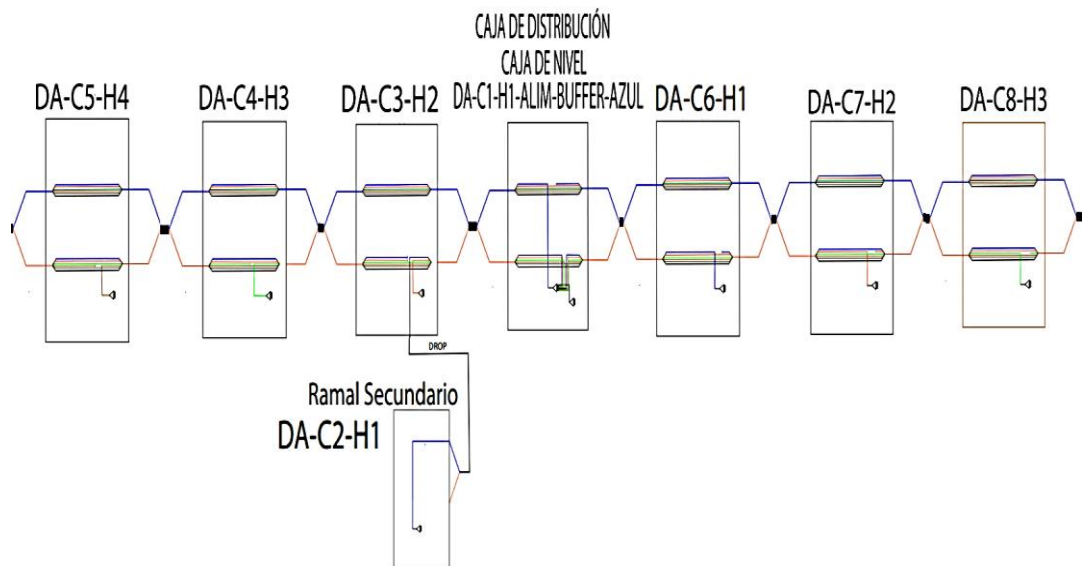 CAJA DE DISTRIBUCIÓN
CAJA DE NIVEL
DA-C5-H4
DA-C4-H3
DA-C3-H2
DA-C1-H1-ALIM-BUFFER-AZUL
DA-C6-H1
DA-C7-H2
DA-C8-H3
DROP
Ramal Secundario
DA-C2-H1